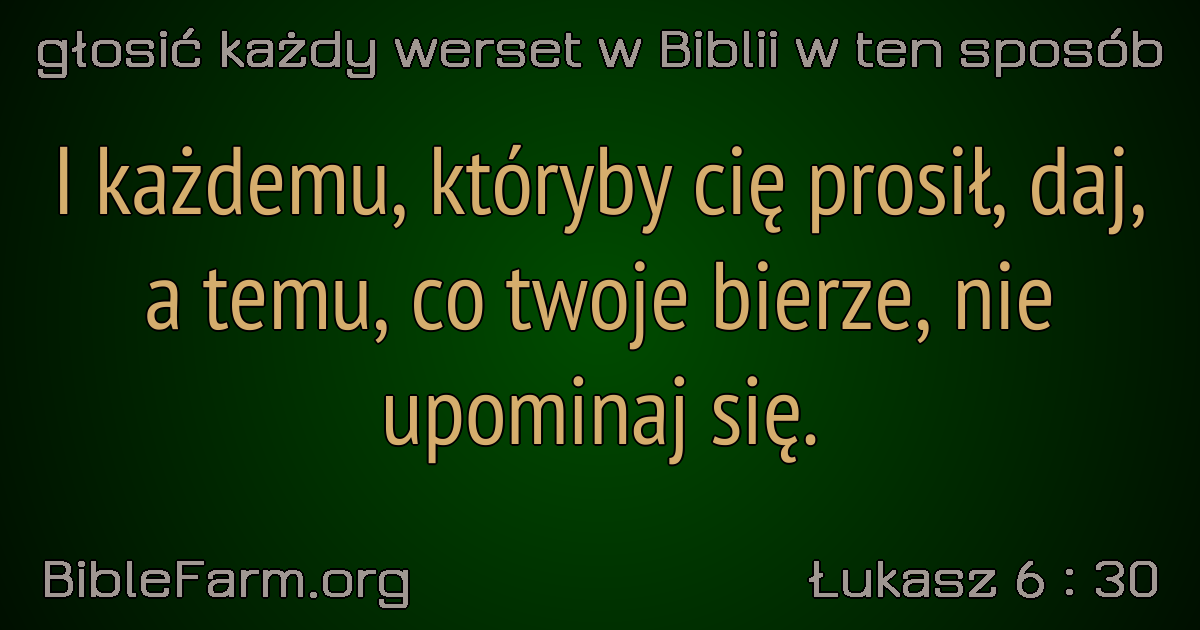 głosić każdy werset w Biblii w ten sposób
I każdemu, któryby cię prosił, daj,
a temu, co twoje bierze, nie
upominaj się.
BibleFarm.org
Łukasz 6 : 30